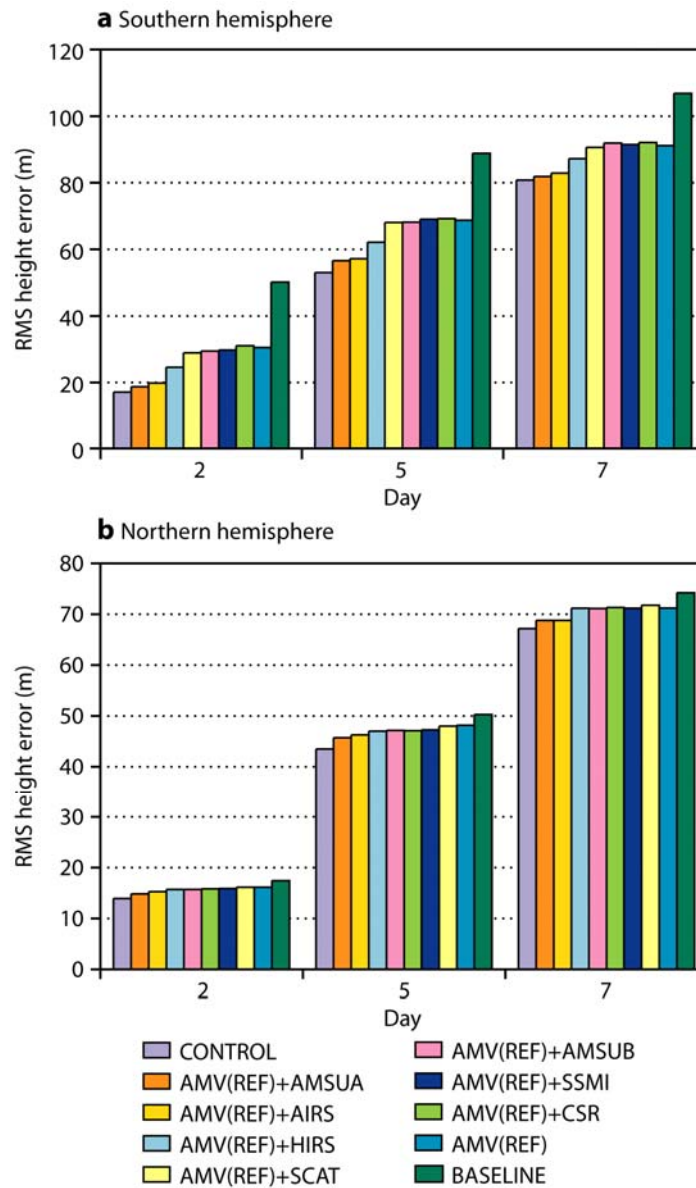 a Southern hemisphere
120
100
80
60
40
20
0
RMS height error (m)
2 5 7
Day
b Northern hemisphere
80
70
60
50
40
30
20
10
0
RMS height error (m)
2 5 7
Day
CONTROL
AMV(REF)+AMSUA
AMV(REF)+AIRS
AMV(REF)+HIRS
AMV(REF)+SCAT
AMV(REF)+AMSUB
AMV(REF)+SSMI
AMV(REF)+CSR
AMV(REF)
BASELINE